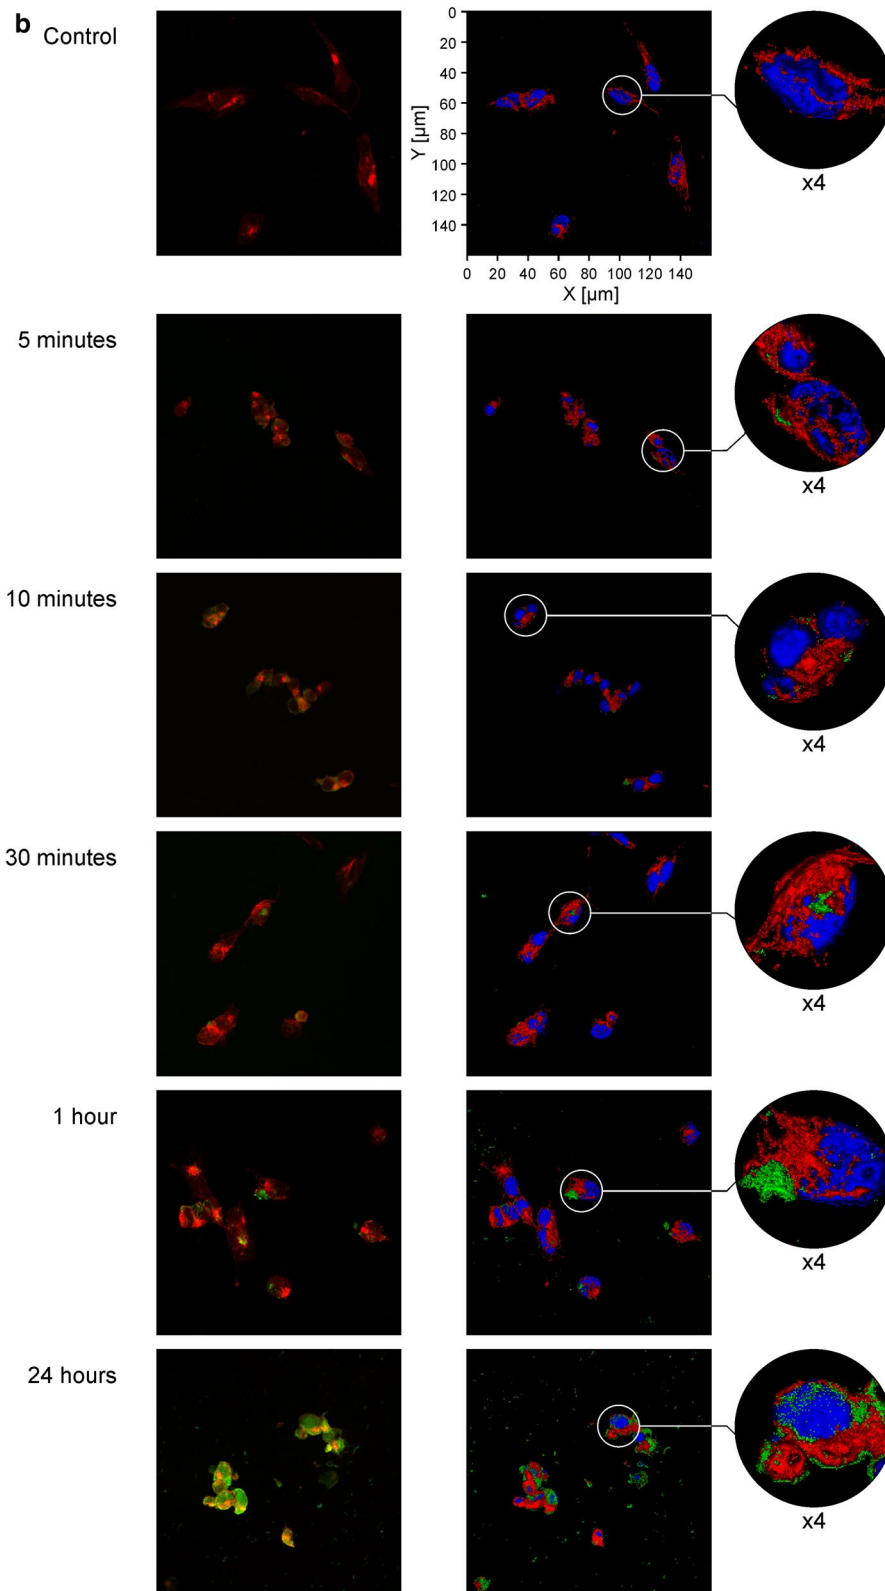 b
Control
0
20
40
60
80
100
120
140
Y [µm]
0 20 40 60 80 100 120 140
X [µm]
x4
5 minutes
x4
10 minutes
x4
30 minutes
x4
1 hour
x4
24 hours
x4